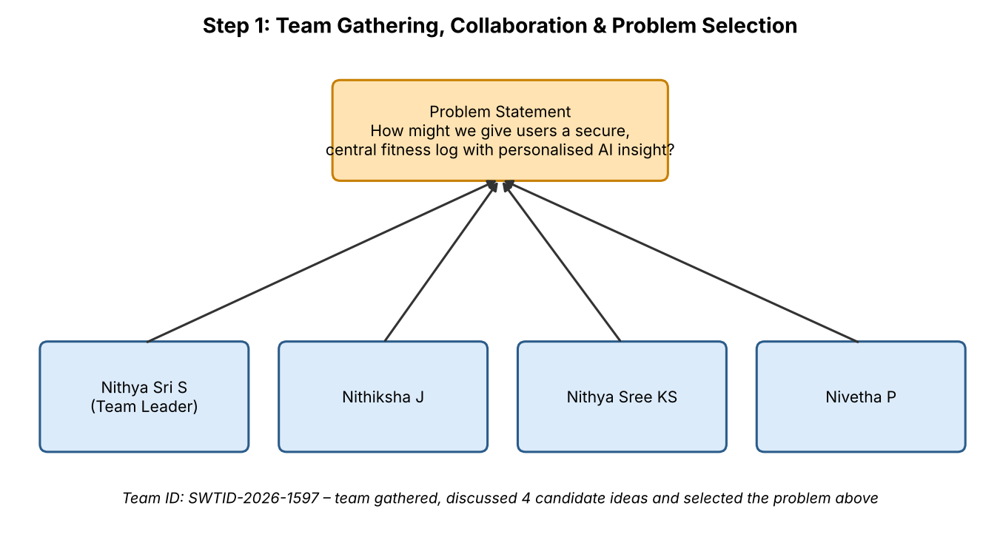 Step 1: Team Gathering, Collaboration & Problem Selection
Problem Statement
How might we give users a secure,
central fitness log with personalised AI insight?
Nithya Sri S
(Team Leader)
Nithiksha J
Nithya Sree KS
Nivetha P
Team ID: SWTID-2026-1597 – team gathered, discussed 4 candidate ideas and selected the problem above